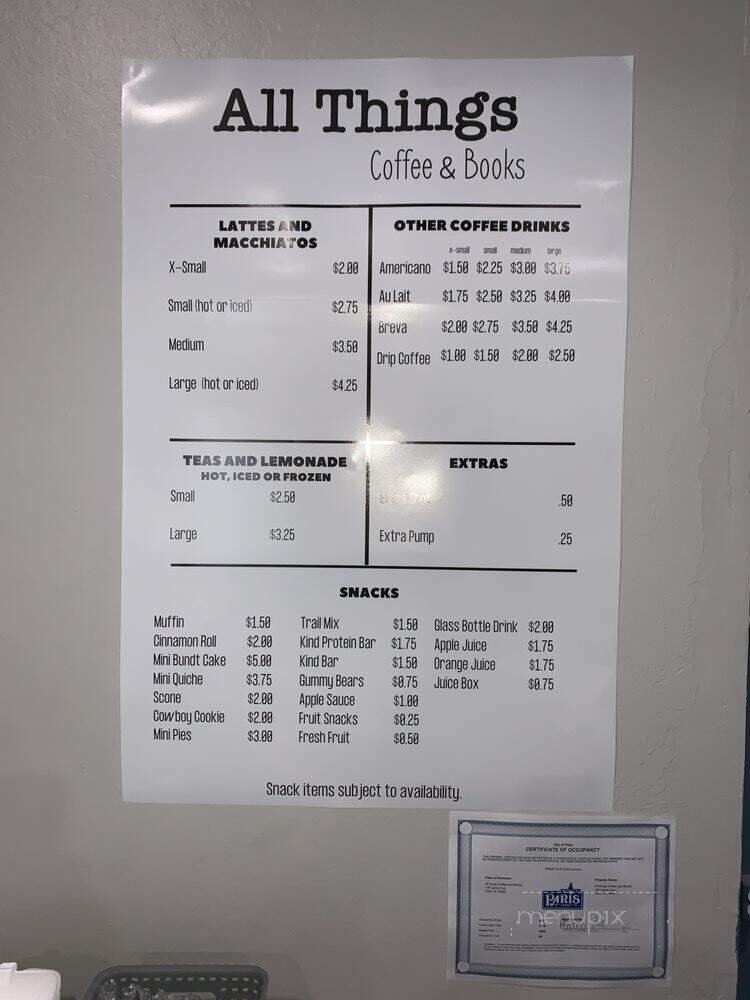 All Things
Coffee & Books
LATTES AND
MACCHIATOS
X-Small $2.00
Small (hot or iced) $2.75
Medium $3.50
Large (hot or iced) $4.25
OTHER COFFEE DRINKS
x-small small medium large
Americano $1.50 $2.25 $3.00 $3.75
Au Lait $1.75 $2.50 $3.25 $4.00
Breva $2.00 $2.75 $3.50 $4.25
Drip Coffee $1.00 $1.50 $2.00 $2.50
TEAS AND LEMONADE
HOT, ICED OR FROZEN
Small $2.50
Large $3.25
EXTRAS
Extra Shot .50
Extra Pump .25
SNACKS
Muffin $1.50
Cinnamon Roll $2.00
Mini Bundt Cake $5.00
Mini Quiche $3.75
Scone $2.00
Cowboy Cookie $2.00
Mini Pies $3.00
Trail Mix $1.50
Kind Protein Bar $1.75
Kind Bar $1.50
Gummy Bears $0.75
Apple Sauce $1.00
Fruit Snacks $0.25
Fresh Fruit $0.50
Glass Bottle Drink $2.00
Apple Juice $1.75
Orange Juice $1.75
Juice Box $0.75
Snack items subject to availability.
City of Paris
CERTIFICATE OF OCCUPANCY
PARIS
menupix